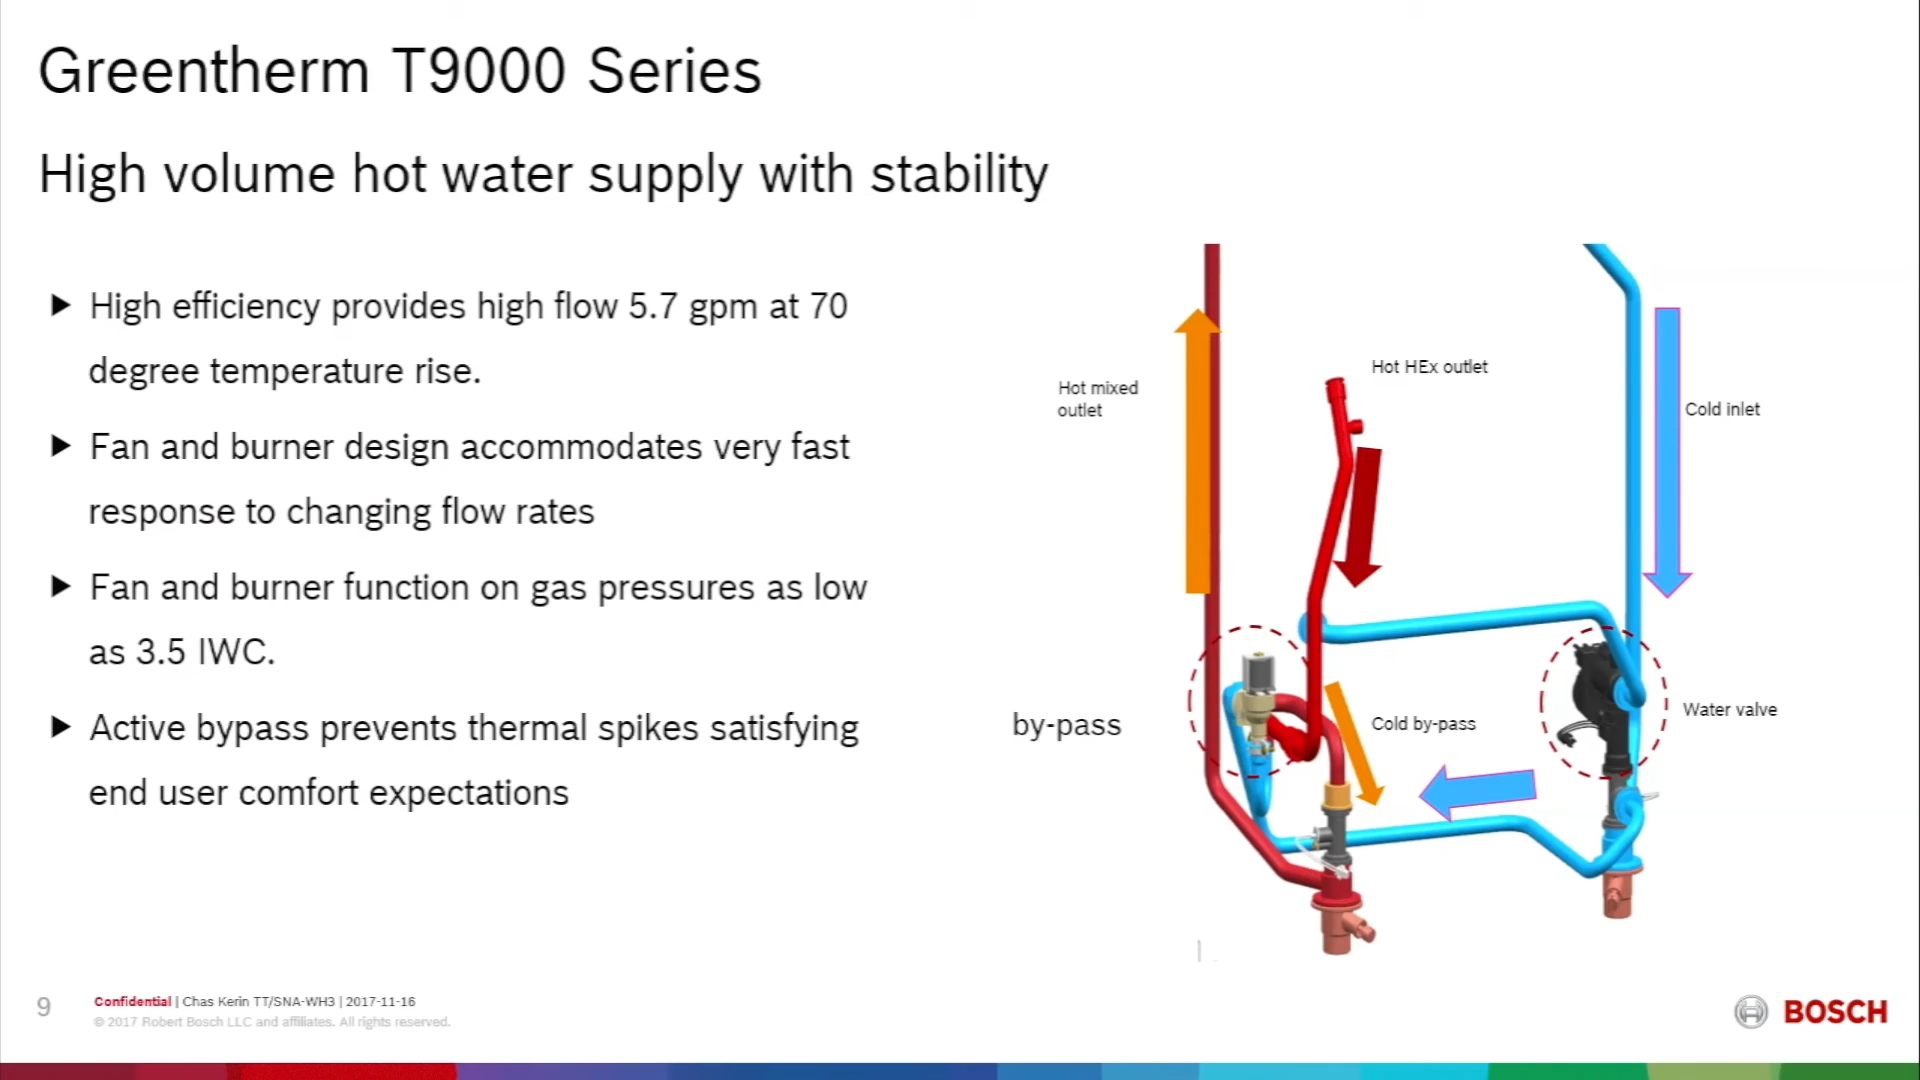 Greentherm T9000 Series
High volume hot water supply with stability
▶ High efficiency provides high flow 5.7 gpm at 70
degree temperature rise.
▶ Fan and burner design accommodates very fast
response to changing flow rates
▶ Fan and burner function on gas pressures as low
as 3.5 IWC.
▶ Active bypass prevents thermal spikes satisfying
end user comfort expectations
Hot mixed
outlet
Hot HEx outlet
Cold inlet
by-pass
Cold by-pass
Water valve
9
Confidential | Chas Kerin TT/SNA-WH3 | 2017-11-16
© 2017 Robert Bosch LLC and affiliates. All rights reserved.
BOSCH